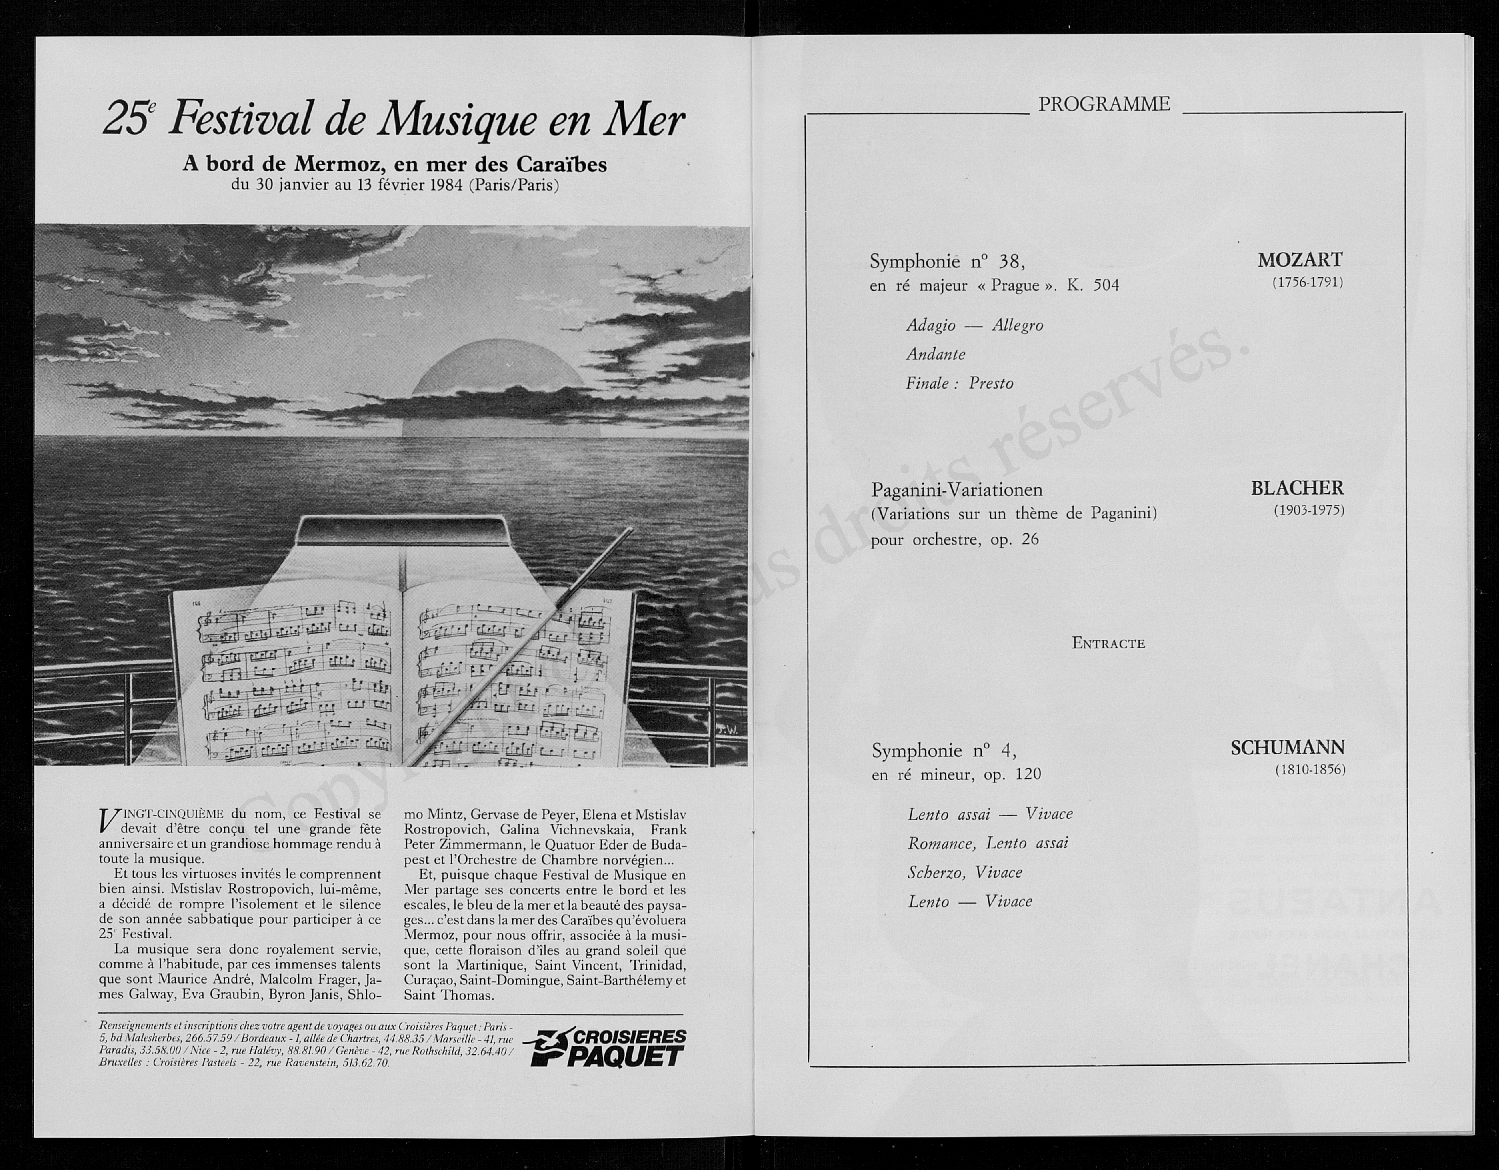 25e Festival de Musique en Mer
A bord de Mermoz, en mer des Caraïbes
du 30 janvier au 13 février 1984 (Paris/Paris)
J.W.
VINGT-CINQUIÈME du nom, ce Festival se
devait d'être conçu tel une grande fête
anniversaire et un grandiose hommage rendu à
toute la musique.
Et tous les virtuoses invités le comprennent
bien ainsi. Mstislav Rostropovich, lui-même,
a décidé de rompre l'isolement et le silence
de son année sabbatique pour participer à ce
25e Festival.
La musique sera donc royalement servie,
comme à l'habitude, par ces immenses talents
que sont Maurice André, Malcolm Frager, Ja-
mes Galway, Eva Graubin, Byron Janis, Shlo-
mo Mintz, Gervase de Peyer, Elena et Mstislav
Rostropovich, Galina Vichnevskaia, Frank
Peter Zimmermann, le Quatuor Eder de Buda-
pest et l'Orchestre de Chambre norvégien...
Et, puisque chaque Festival de Musique en
Mer partage ses concerts entre le bord et les
escales, le bleu de la mer et la beauté des paysa-
ges... c'est dans la mer des Caraïbes qu'évoluera
Mermoz, pour nous offrir, associée à la musi-
que, cette floraison d'îles au grand soleil que
sont la Martinique, Saint Vincent, Trinidad,
Curaçao, Saint-Domingue, Saint-Barthélemy et
Saint Thomas.
Renseignements et inscriptions chez votre agent de voyages ou aux Croisières Paquet : Paris -
5, bd Malesherbes, 266.57.59 / Bordeaux - 1, allée de Chartres, 44.88.35 / Marseille - 41, rue
Paradis, 33.58.00 / Nice - 2, rue Halévy, 88.81.90 / Genève - 42, rue Rothschild, 32.64.40 /
Bruxelles : Croisières Pasteels - 22, rue Ravenstein, 513.62.70.
CROISIERES
PAQUET
PROGRAMME
Symphonie nº 38, MOZART
en ré majeur « Prague ». K. 504 (1756-1791)
Adagio — Allegro
Andante
Finale : Presto
Paganini-Variationen BLACHER
(Variations sur un thème de Paganini) (1903-1975)
pour orchestre, op. 26
ENTRACTE
Symphonie nº 4, SCHUMANN
en ré mineur, op. 120 (1810-1856)
Lento assai — Vivace
Romance, Lento assai
Scherzo, Vivace
Lento — Vivace
tous droits réservés.